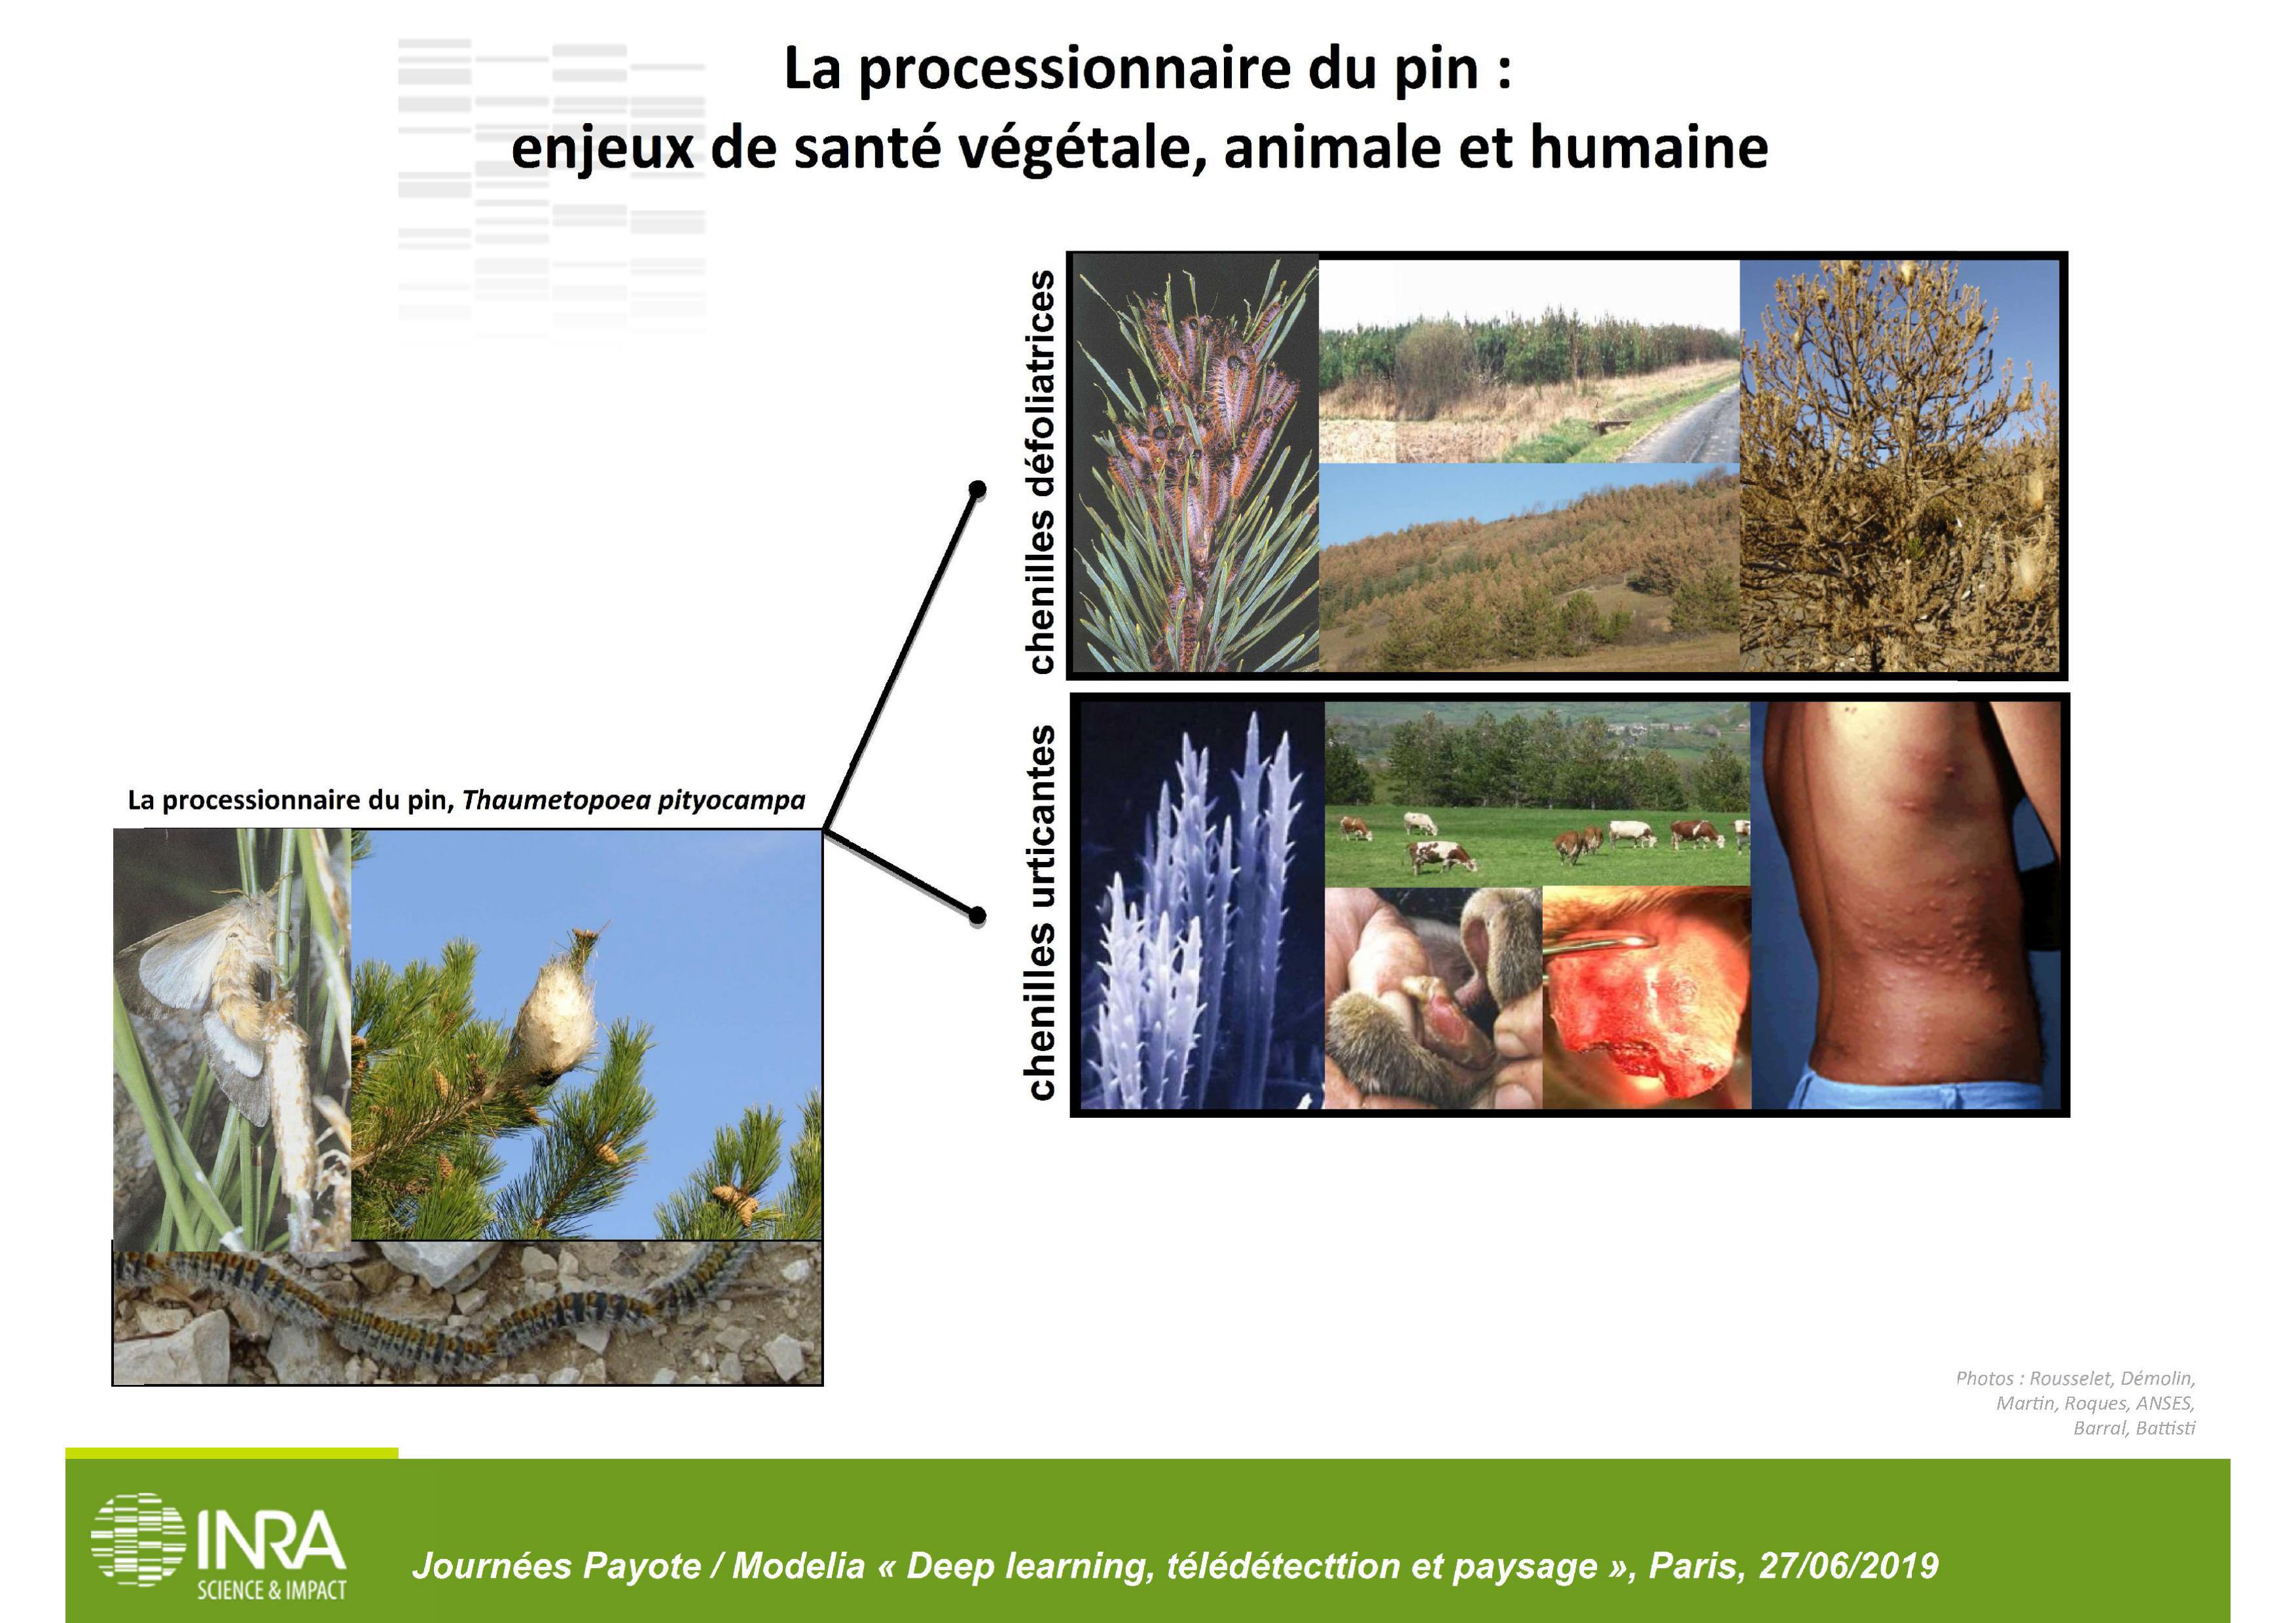 La processionnaire du pin :
enjeux de santé végétale, animale et humaine
chenilles défoliatrices
chenilles urticantes
La processionnaire du pin, Thaumetopoea pityocampa
Photos : Rousselet, Démolin,
Martin, Roques, ANSES,
Barral, Battisti
INRA
SCIENCE & IMPACT
Journées Payote / Modelia « Deep learning, télédétecttion et paysage », Paris, 27/06/2019